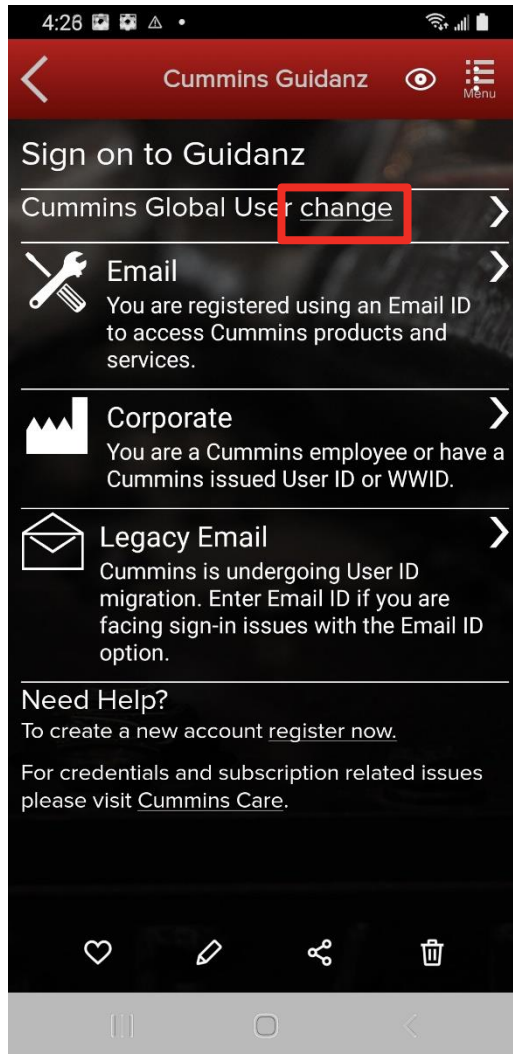 4:26
Cummins Guidanz
Menu
Sign on to Guidanz
Cummins Global User change
Email
You are registered using an Email ID
to access Cummins products and
services.
Corporate
You are a Cummins employee or have a
Cummins issued User ID or WWID.
Legacy Email
Cummins is undergoing User ID
migration. Enter Email ID if you are
facing sign-in issues with the Email ID
option.
Need Help?
To create a new account register now.
For credentials and subscription related issues
please visit Cummins Care.